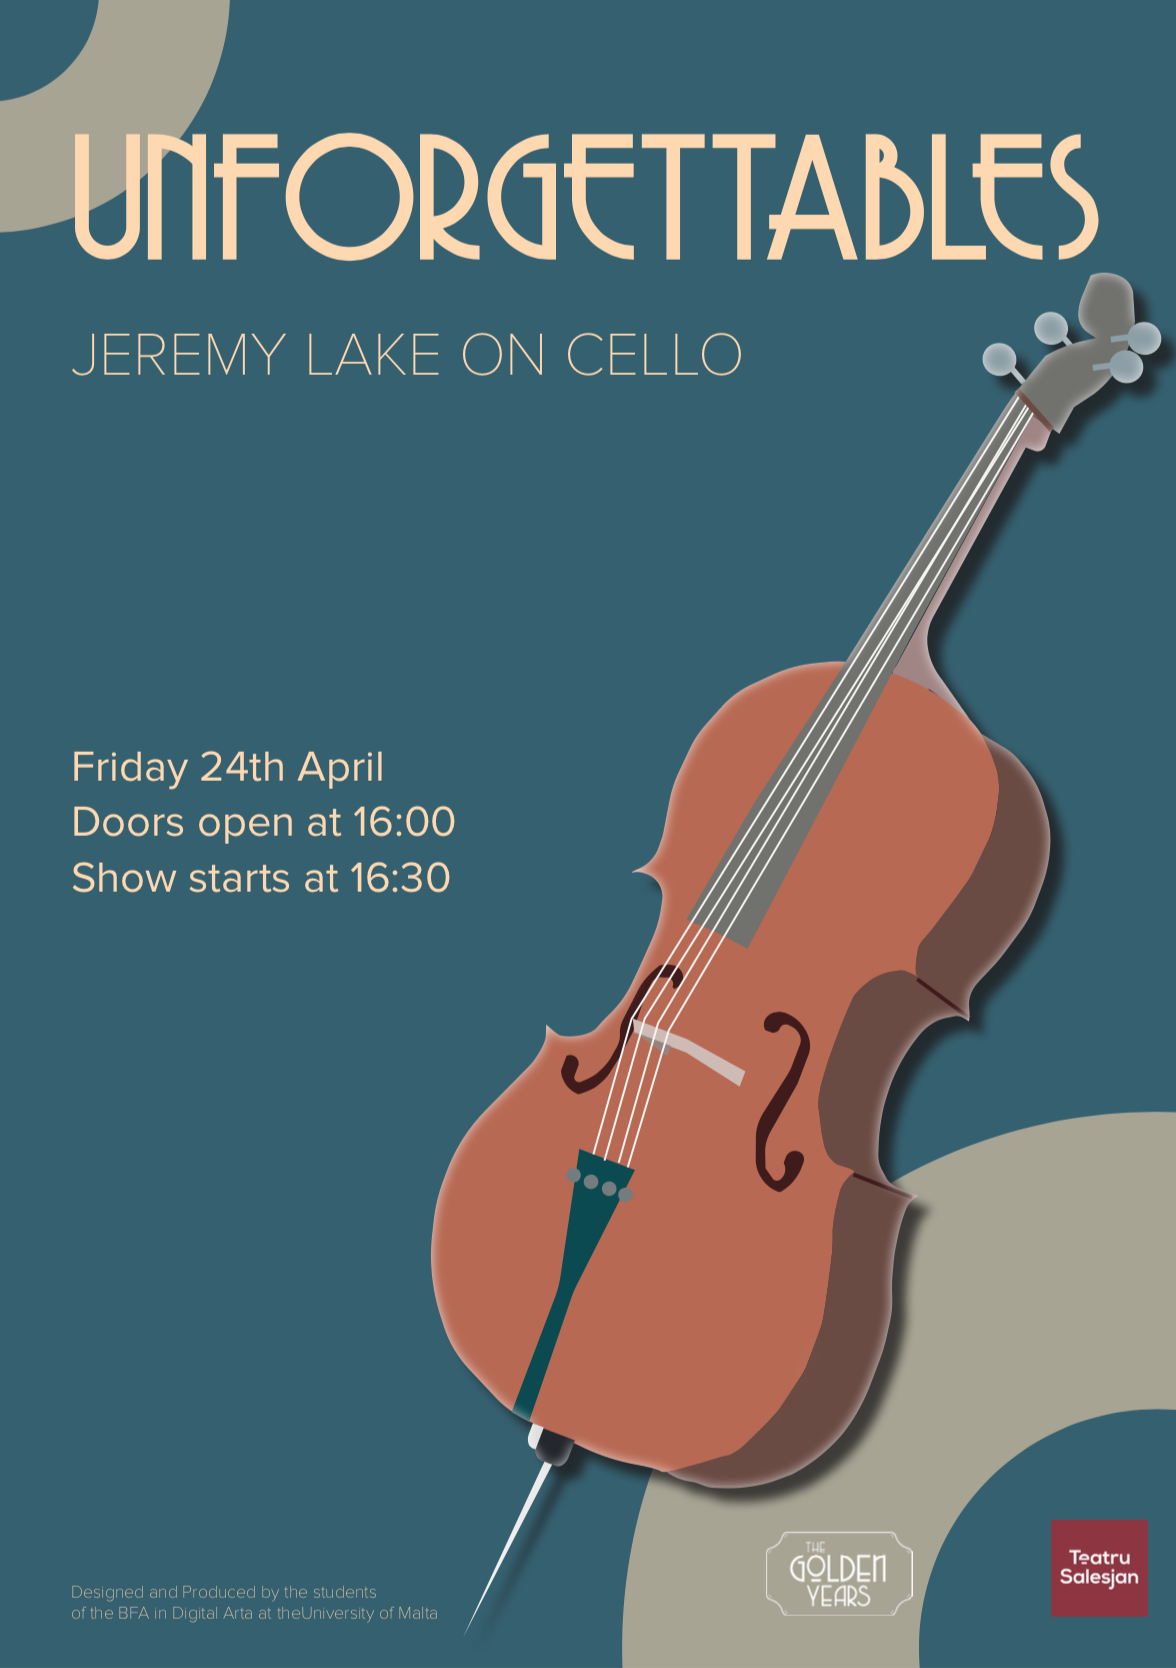 UNFORGETTABLES
JEREMY LAKE ON CELLO
Friday 24th April
Doors open at 16:00
Show starts at 16:30
Designed and Produced by the students
of the BFA in Digital Arta at theUniversity of Malta
THE
GOLDEN
YEARS
Teatru
Salesjan